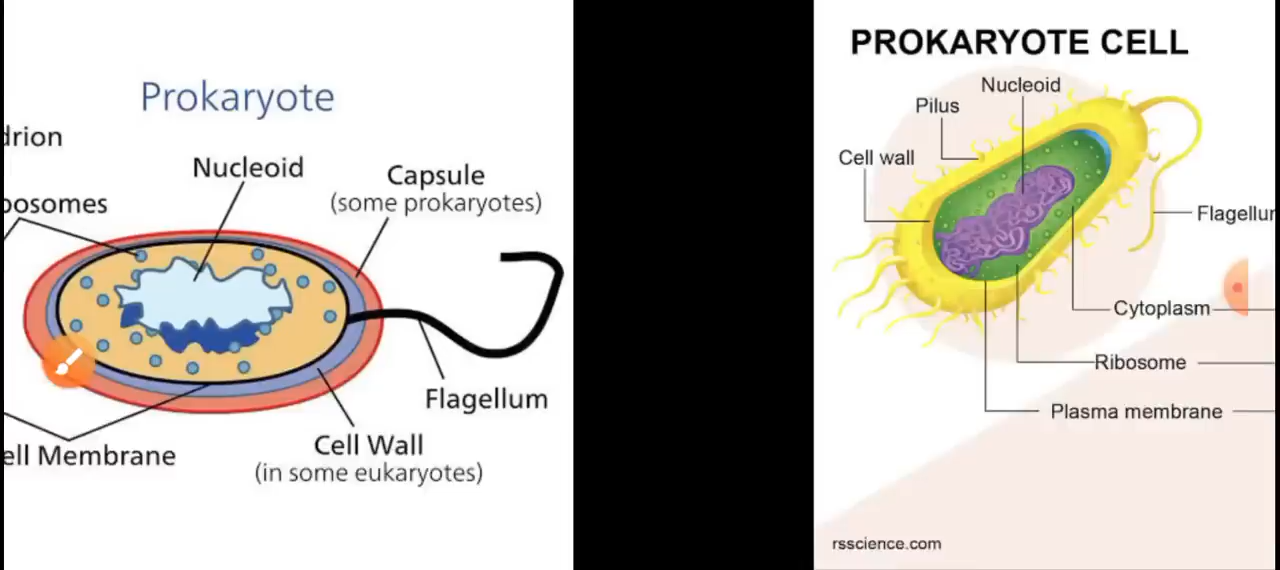 Prokaryote
drion
Nucleoid
Capsule
(some prokaryotes)
bosomes
Flagellum
Cell Wall
(in some eukaryotes)
ell Membrane
PROKARYOTE CELL
Nucleoid
Pilus
Cell wall
Flagellur
Cytoplasm
Ribosome
Plasma membrane
rsscience.com